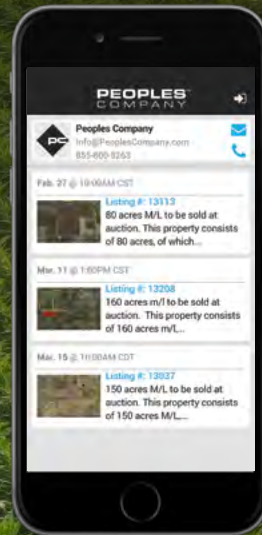 PEOPLES
COMPANY
PC
Peoples Company
Info@PeoplesCompany.com
855-800-5263
Feb. 27 @ 10:00AM CST
Listing #: 13113
80 acres M/L to be sold at
auction. This property consists
of 80 acres, of which...
Mar. 11 @ 1:00PM CST
Listing #: 13208
160 acres m/l to be sold at
auction. This property consists
of 160 acres m/l,...
Mar. 15 @ 10:00AM CDT
Listing #: 13037
150 acres M/L to be sold at
auction. This property consists
of 150 acres M/L,...